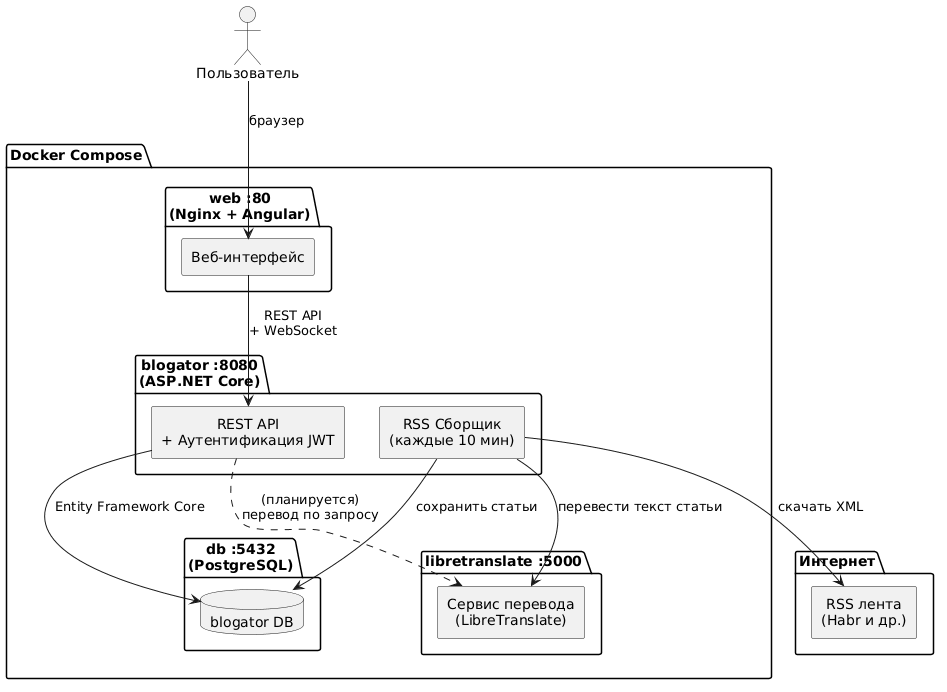 Пользователь
браузер
Docker Compose
web :80
(Nginx + Angular)
Веб-интерфейс
REST API
+ WebSocket
blogator :8080
(ASP.NET Core)
REST API
+ Аутентификация JWT
RSS Сборщик
(каждые 10 мин)
Entity Framework Core
(планируется)
перевод по запросу
сохранить статьи
перевести текст статьи
скачать XML
db :5432
(PostgreSQL)
blogator DB
libretranslate :5000
Сервис перевода
(LibreTranslate)
Интернет
RSS лента
(Habr и др.)